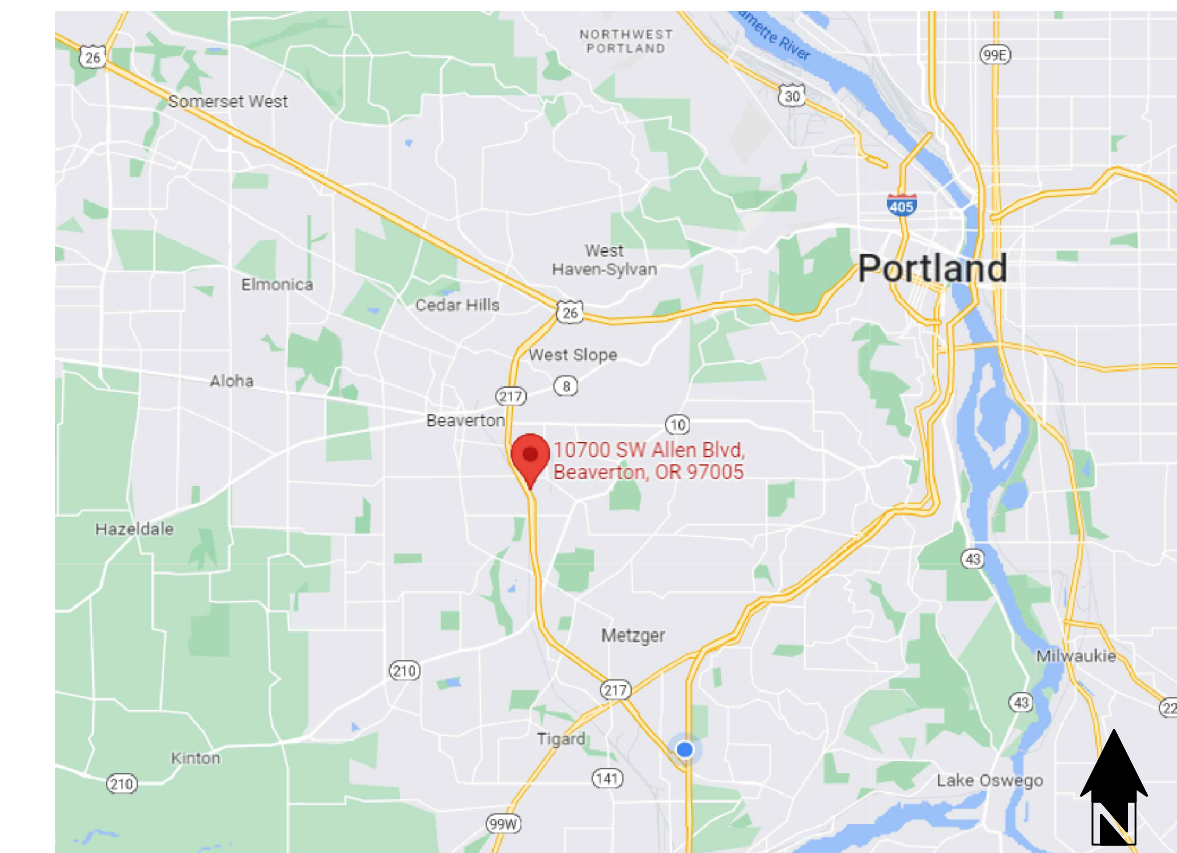 NORTHWEST
PORTLAND
amette River
99E
26
30
Somerset West
405
West
Haven-Sylvan
Portland
Elmonica
Cedar Hills
26
West Slope
Aloha
8
217
Beaverton
10
10700 SW Allen Blvd,
Beaverton, OR 97005
Hazeldale
43
Metzger
Milwaukie
210
217
43
22
Tigard
Kinton
141
210
Lake Oswego
99W
N